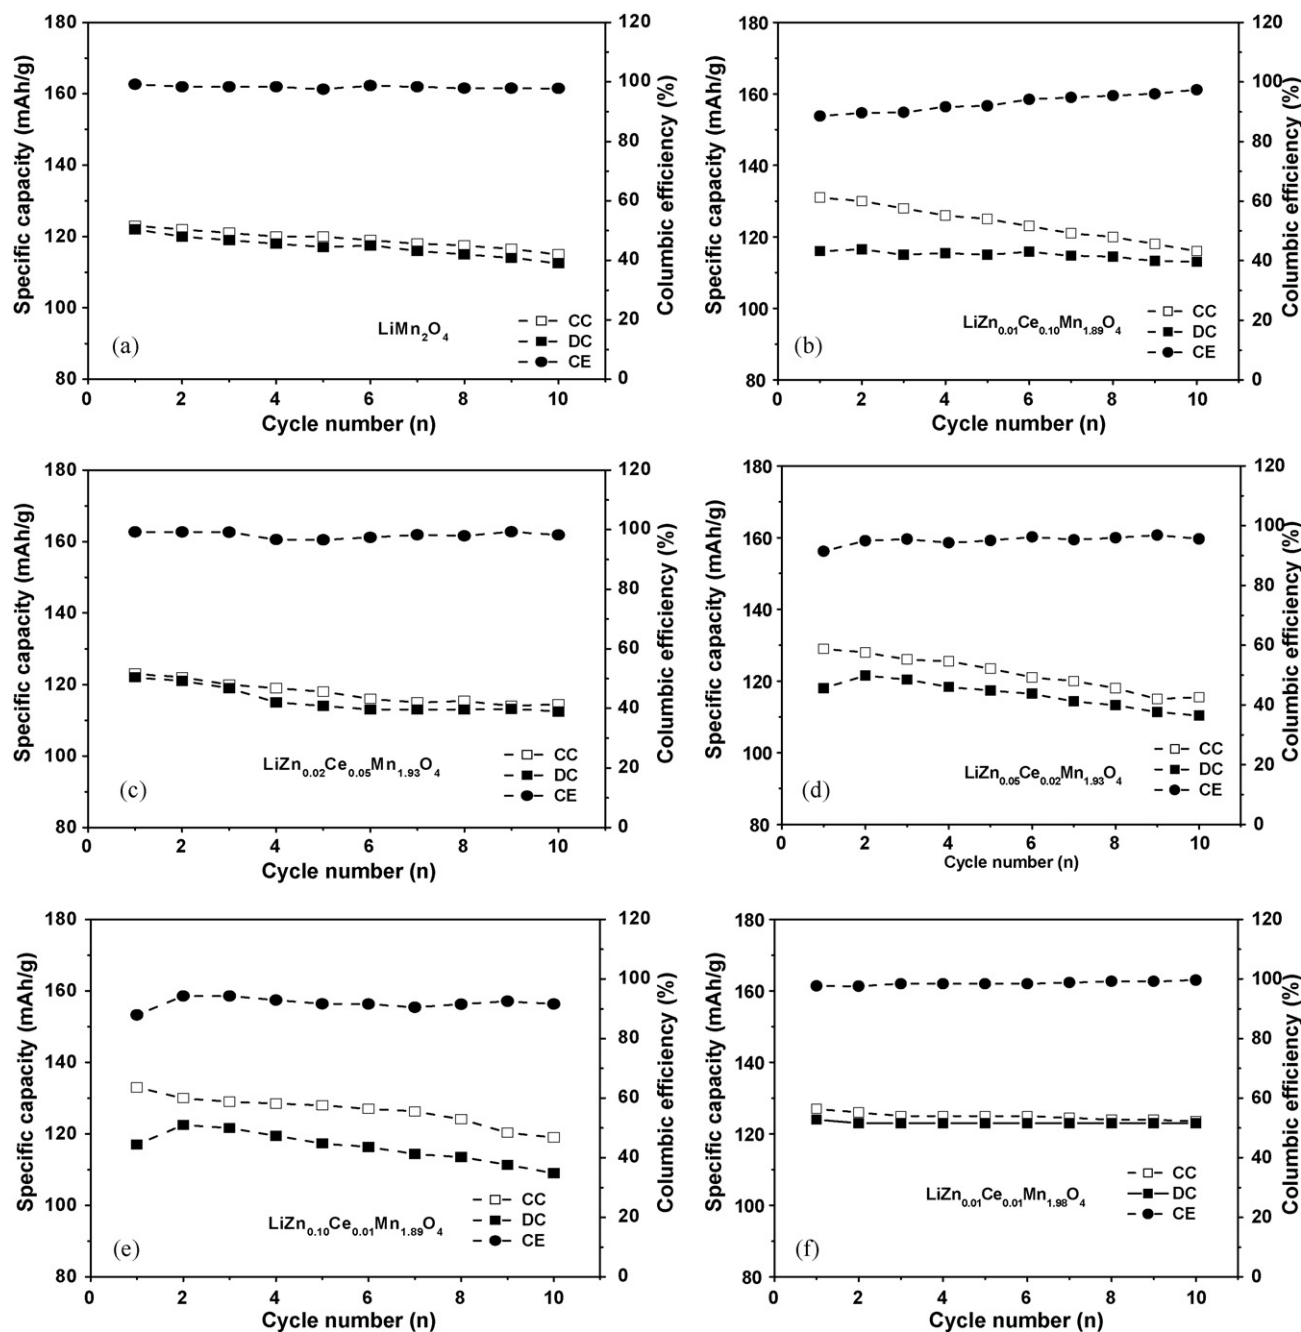 180
160
140
120
100
80
Specific capacity (mAh/g)
120
100
80
60
40
20
0
Columbic efficiency (%)
(a)
LiMn₂O₄
CC
DC
CE
0 2 4 6 8 10
Cycle number (n)
180
160
140
120
100
80
Specific capacity (mAh/g)
120
100
80
60
40
20
0
Columbic efficiency (%)
(b)
LiZn₀.₀₁Ce₀.₁₀Mn₁.₈₉O₄
CC
DC
CE
0 2 4 6 8 10
Cycle number (n)
180
160
140
120
100
80
Specific capacity (mAh/g)
120
100
80
60
40
20
0
Columbic efficiency (%)
(c)
LiZn₀.₀₂Ce₀.₀₅Mn₁.₉₃O₄
CC
DC
CE
0 2 4 6 8 10
Cycle number (n)
180
160
140
120
100
80
Specific capacity (mAh/g)
120
100
80
60
40
20
0
Columbic efficiency (%)
(d)
LiZn₀.₀₅Ce₀.₀₂Mn₁.₉₃O₄
CC
DC
CE
0 2 4 6 8 10
Cycle number (n)
180
160
140
120
100
80
Specific capacity (mAh/g)
120
100
80
60
40
20
0
Columbic efficiency (%)
(e)
LiZn₀.₁₀Ce₀.₀₁Mn₁.₈₉O₄
CC
DC
CE
0 2 4 6 8 10
Cycle number (n)
180
160
140
120
100
80
Specific capacity (mAh/g)
120
100
80
60
40
20
0
Columbic efficiency (%)
(f)
LiZn₀.₀₁Ce₀.₀₁Mn₁.₉₈O₄
CC
DC
CE
0 2 4 6 8 10
Cycle number (n)